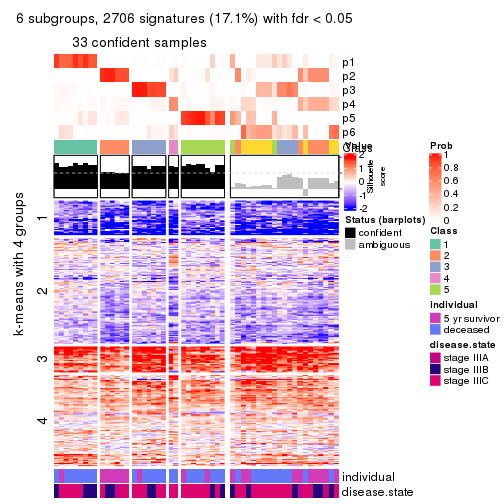 6 subgroups, 2706 signatures (17.1%) with fdr < 0.05
33 confident samples
p1
p2
p3
p4
p5
p6
Class
Silhouette
score
k-means with 4 groups
1
2
3
4
individual
disease.state
Value
2
1
0
-1
-2
Status (barplots)
confident
ambiguous
Prob
1
0.8
0.6
0.4
0.2
0
Class
1
2
3
4
5
individual
5 yr survivor
deceased
disease.state
stage IIIA
stage IIIB
stage IIIC